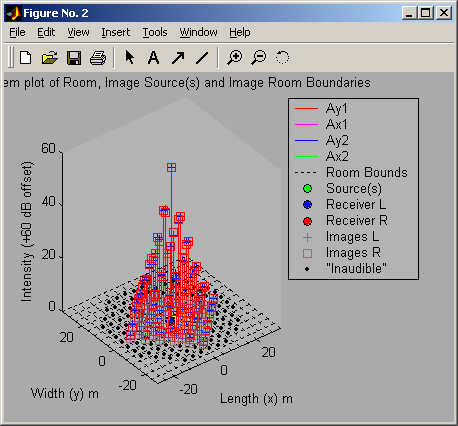 Figure No. 2
File Edit View Insert Tools Window Help
A
em plot of Room, Image Source(s) and Image Room Boundaries
Ay1
Ax1
Ay2
Ax2
Room Bounds
Source(s)
Receiver L
Receiver R
Images L
Images R
"Inaudible"
60
40
20
0
Intensity (+60 dB offset)
20
0
-20
Width (y) m
-20
0
20
Length (x) m